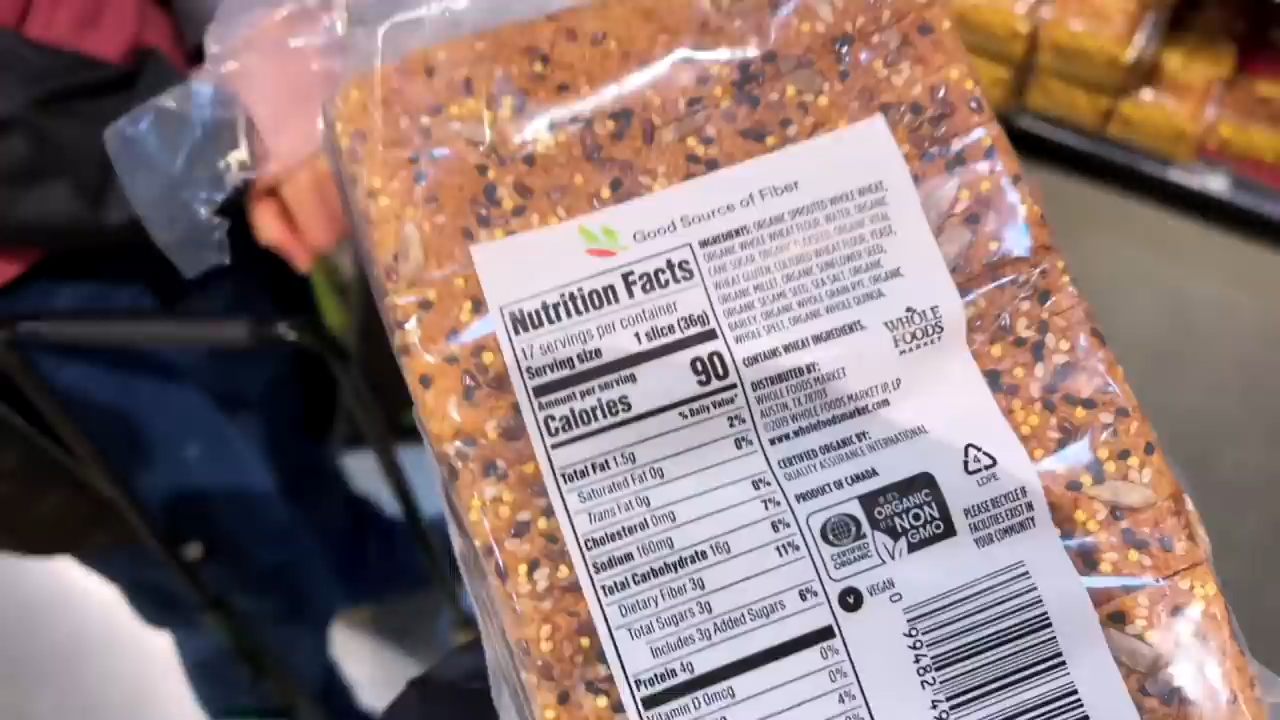 Good Source of Fiber
Nutrition Facts
17 servings per container
Serving size 1 slice (36g)
Amount per serving
Calories 90
% Daily Value*
Total Fat 1.5g 2%
Saturated Fat 0g 0%
Trans Fat 0g
Cholesterol 0mg 0%
Sodium 160mg 7%
Total Carbohydrate 16g 6%
Dietary Fiber 3g 11%
Total Sugars 3g
Includes 3g Added Sugars 6%
Protein 4g
Vitamin D 0mcg 0%
0%
4%
INGREDIENTS: ORGANIC SPROUTED WHOLE WHEAT,
ORGANIC WHOLE WHEAT FLOUR, WATER, ORGANIC
CANE SUGAR, ORGANIC FLAXSEED, ORGANIC VITAL
WHEAT GLUTEN, CULTURED WHEAT FLOUR, YEAST,
ORGANIC MILLET, ORGANIC SUNFLOWER SEED,
ORGANIC SESAME SEED, SEA SALT, ORGANIC
BARLEY, ORGANIC WHOLE GRAIN RYE, ORGANIC
WHOLE SPELT, ORGANIC WHOLE QUINOA.
CONTAINS WHEAT INGREDIENTS.
WHOLE
FOODS
MARKET
DISTRIBUTED BY:
WHOLE FOODS MARKET
AUSTIN, TX 78703
©2019 WHOLE FOODS MARKET IP, LP
www.wholefoodsmarket.com
CERTIFIED ORGANIC BY:
QUALITY ASSURANCE INTERNATIONAL
PRODUCT OF CANADA
CERTIFIED
ORGANIC
IF IT'S
ORGANIC
IT'S NON
GMO
LDPE
PLEASE RECYCLE IF
FACILITIES EXIST IN
YOUR COMMUNITY
V VEGAN
0 99482 49